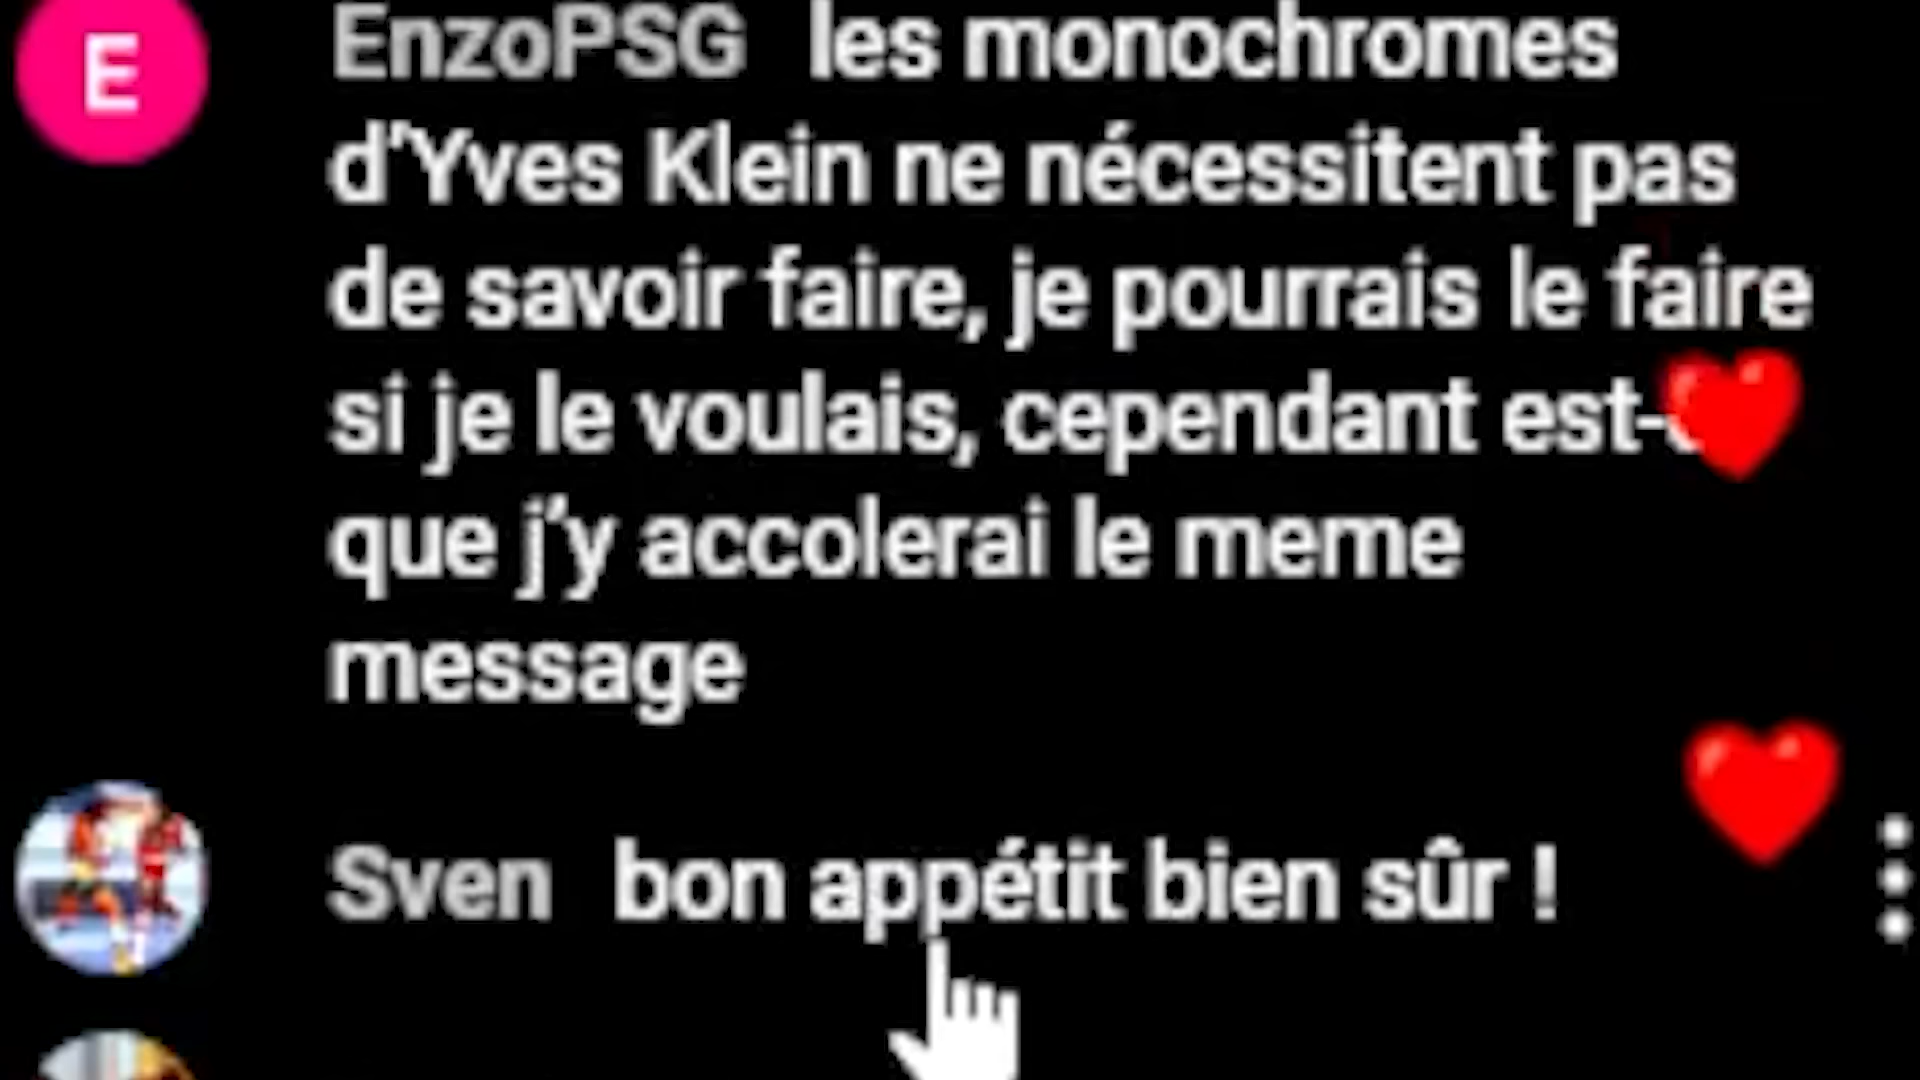 E
EnzoPSG les monochromes
d'Yves Klein ne nécessitent pas
de savoir faire, je pourrais le faire
si je le voulais, cependant est-
que j'y accolerai le meme
message
Sven bon appétit bien sûr !